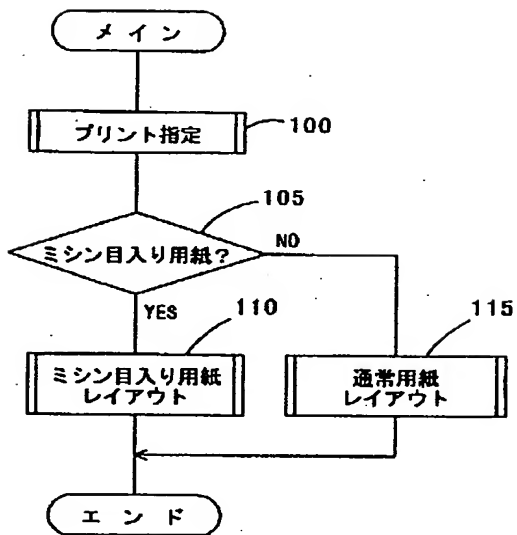 メイン
プリント指定
100
105
ミシン目入り用紙?
NO
YES
110
115
ミシン目入り用紙
レイアウト
通常用紙
レイアウト
エンド